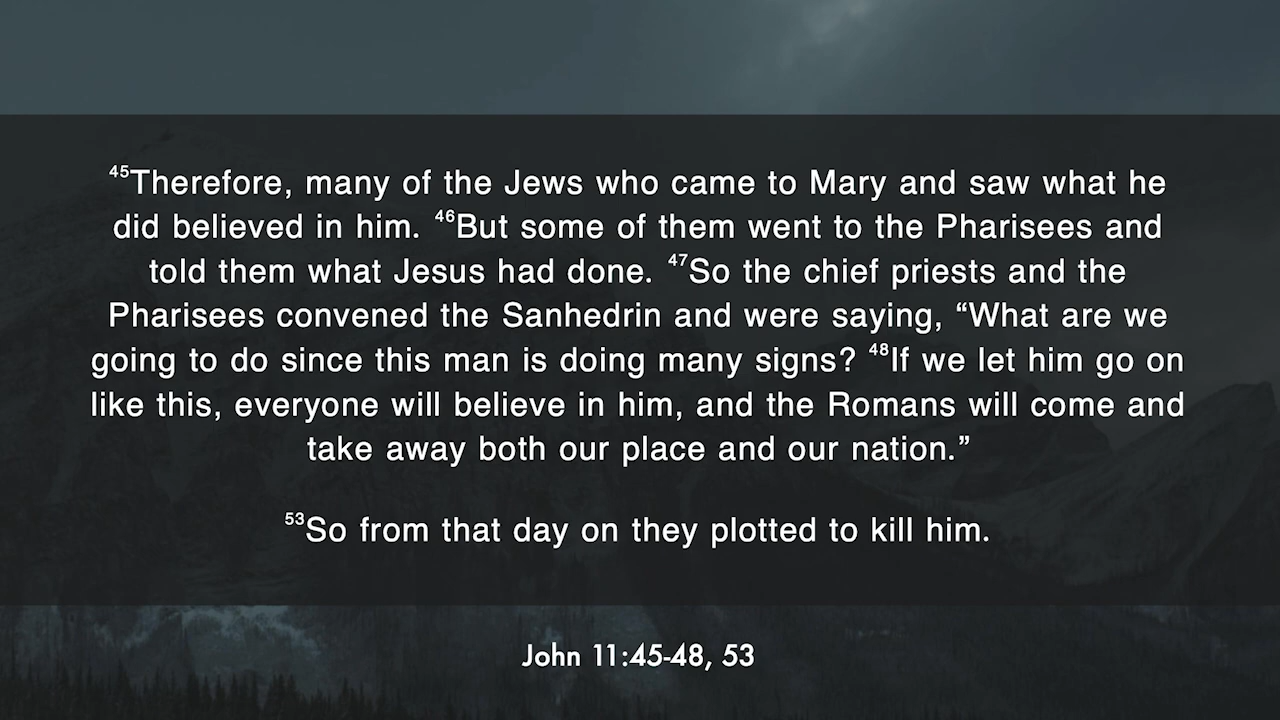 ⁴⁵Therefore, many of the Jews who came to Mary and saw what he
did believed in him. ⁴⁶But some of them went to the Pharisees and
told them what Jesus had done. ⁴⁷So the chief priests and the
Pharisees convened the Sanhedrin and were saying, “What are we
going to do since this man is doing many signs? ⁴⁸If we let him go on
like this, everyone will believe in him, and the Romans will come and
take away both our place and our nation.”
⁵³So from that day on they plotted to kill him.
John 11:45-48, 53